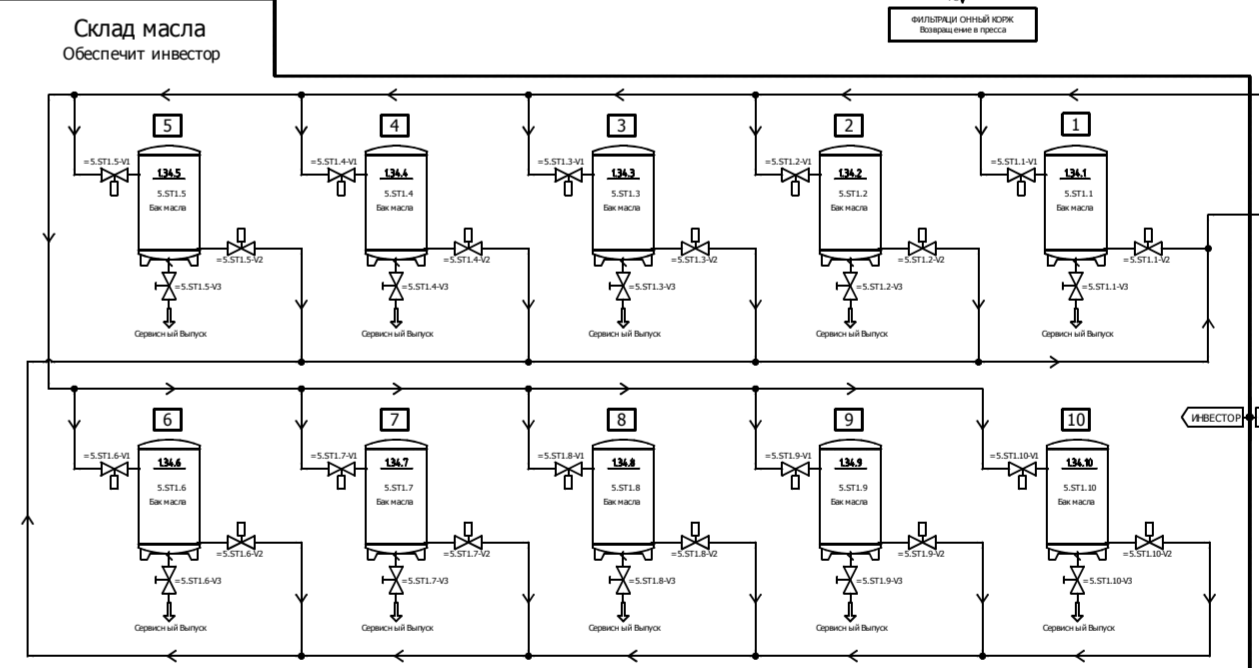 Склад масла
Обеспечит инвестор
ФИЛЬТРАЦИ ОННЫЙ КОРЖ
Возвращ ение в пресса
5
4
3
2
1
=5.ST1.5-V1
=5.ST1.4-V1
=5.ST1.3-V1
=5.ST1.2-V1
=5.ST1.1-V1
1.34.5
1.34.4
1.34.3
1.34.2
1.34.1
5.ST1.5
5.ST1.4
5.ST1.3
5.ST1.2
5.ST1.1
Бак масла
Бак масла
Бак масла
Бак масла
Бак масла
=5.ST1.5-V2
=5.ST1.4-V2
=5.ST1.3-V2
=5.ST1.2-V2
=5.ST1.1-V2
=5.ST1.5-V3
=5.ST1.4-V3
=5.ST1.3-V3
=5.ST1.2-V3
=5.ST1.1-V3
Сервисн ый Выпуск
Сервисн ый Выпуск
Сервисн ый Выпуск
Сервисн ый Выпуск
Сервисн ый Выпуск
6
7
8
9
10
ИНВЕСТОР
=5.ST1.6-V1
=5.ST1.7-V1
=5.ST1.8-V1
=5.ST1.9-V1
=5.ST1.10-V1
1.34.6
1.34.7
1.34.8
1.34.9
1.34.10
5.ST1.6
5.ST1.7
5.ST1.8
5.ST1.9
5.ST1.10
Бак масла
Бак масла
Бак масла
Бак масла
Бак масла
=5.ST1.6-V2
=5.ST1.7-V2
=5.ST1.8-V2
=5.ST1.9-V2
=5.ST1.10-V2
=5.ST1.6-V3
=5.ST1.7-V3
=5.ST1.8-V3
=5.ST1.9-V3
=5.ST1.10-V3
Сервисн ый Выпуск
Сервисн ый Выпуск
Сервисн ый Выпуск
Сервисн ый Выпуск
Сервисн ый Выпуск